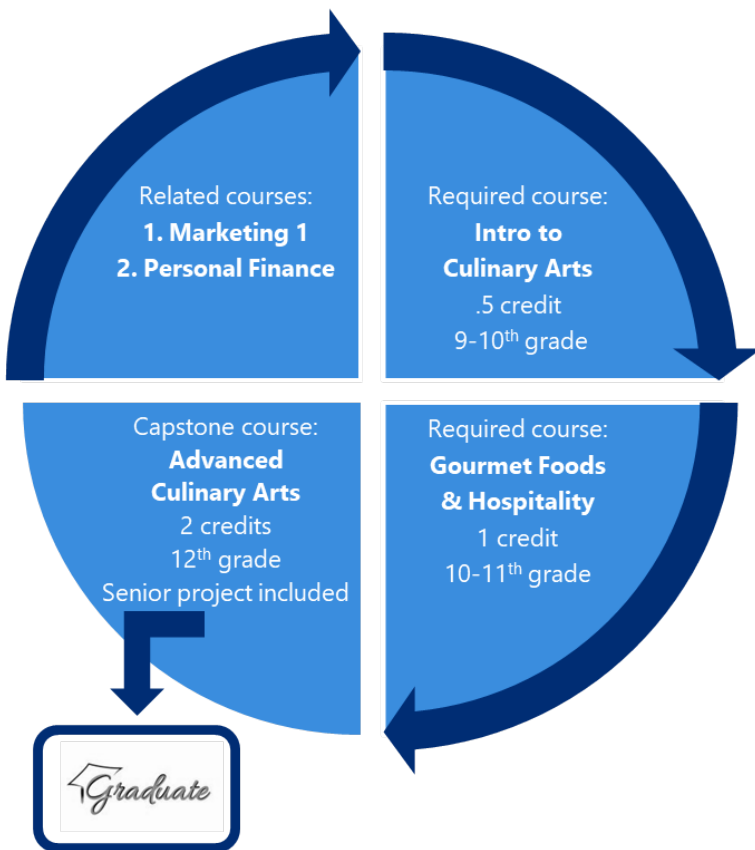 Related courses:
1. Marketing 1
2. Personal Finance
Required course:
Intro to
Culinary Arts
.5 credit
9-10th grade
Required course:
Gourmet Foods
& Hospitality
1 credit
10-11th grade
Capstone course:
Advanced
Culinary Arts
2 credits
12th grade
Senior project included
Graduate